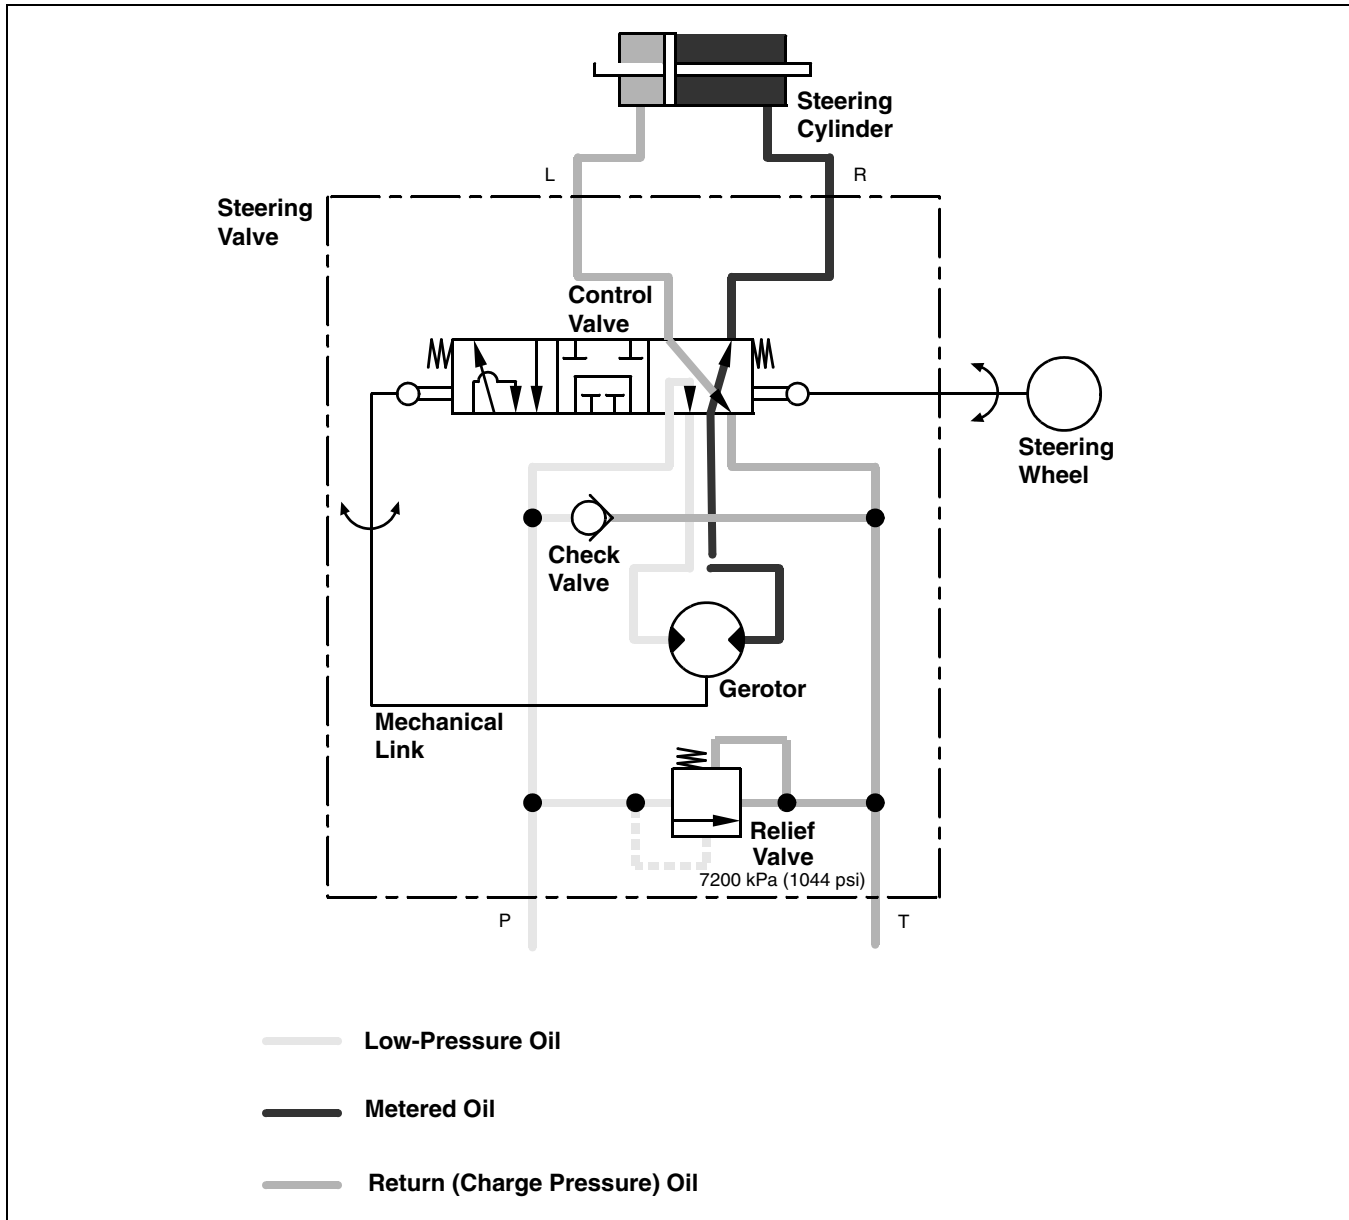 Steering
Cylinder
L
R
Steering
Valve
Control
Valve
Steering
Wheel
Check
Valve
Gerotor
Mechanical
Link
Relief
Valve
7200 kPa (1044 psi)
P
T
Low-Pressure Oil
Metered Oil
Return (Charge Pressure) Oil